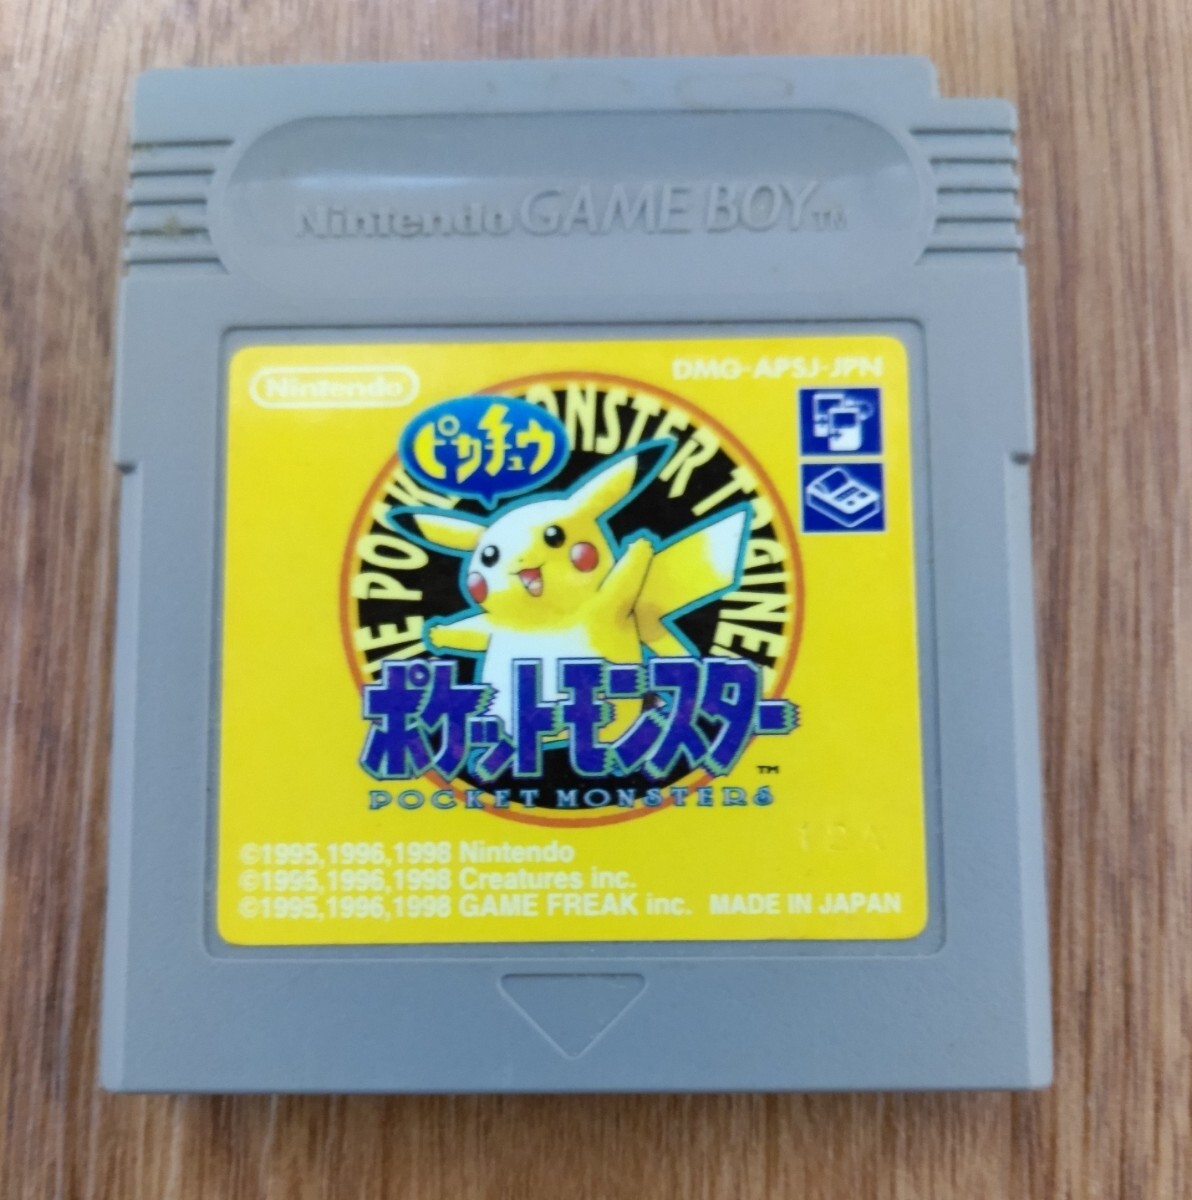 Nintendo GAME BOY™
Nintendo
DMG-APSJ-JPN
THE POCKET MONSTER TRAINER
ピカチュウ
ポケットモンスター
™
POCKET MONSTERS
12A
©1995,1996,1998 Nintendo
©1995,1996,1998 Creatures inc.
©1995,1996,1998 GAME FREAK inc. MADE IN JAPAN